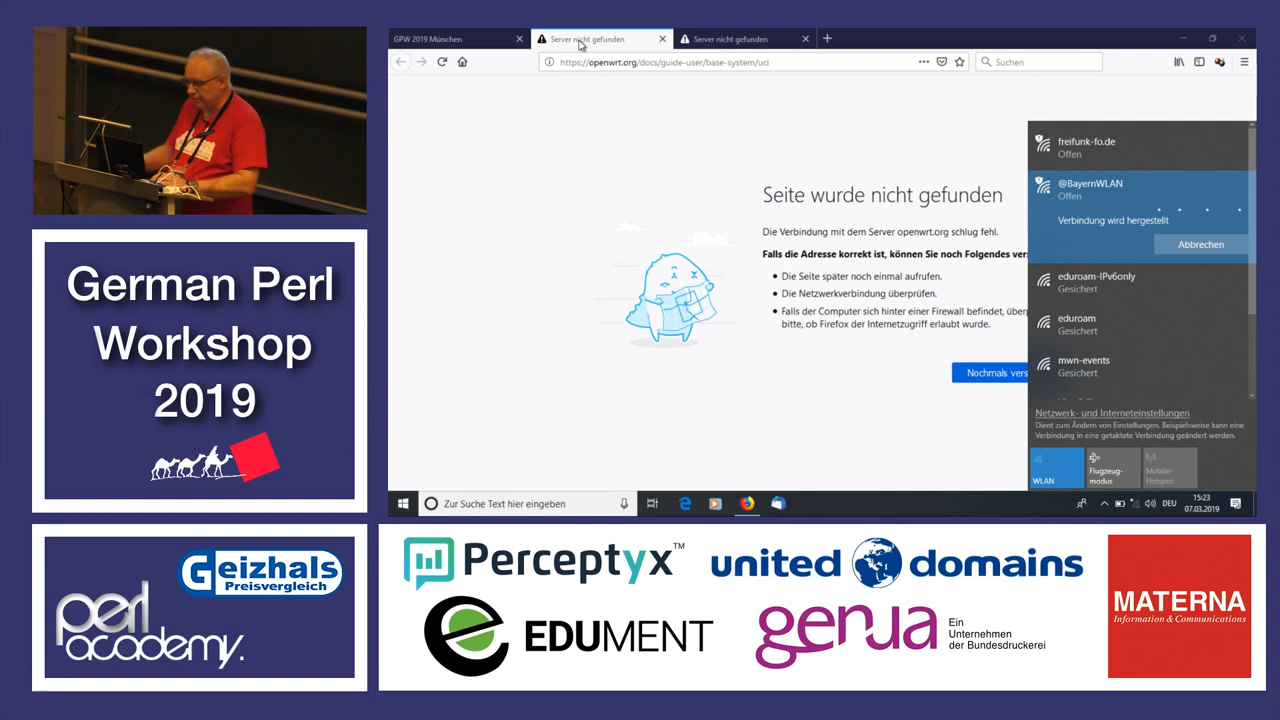 GPW 2019 München
Server nicht gefunden
Server nicht gefunden
https://openwrt.org/docs/guide-user/base-system/uci
Suchen
Seite wurde nicht gefunden
Die Verbindung mit dem Server openwrt.org schlug fehl.
Falls die Adresse korrekt ist, können Sie noch Folgendes ver
Die Seite später noch einmal aufrufen.
Die Netzwerkverbindung überprüfen.
Falls der Computer sich hinter einer Firewall befindet, über
bitte, ob Firefox der Internetzugriff erlaubt wurde.
Nochmals vers
freifunk-fo.de
Offen
@BayernWLAN
Offen
Verbindung wird hergestellt
Abbrechen
eduroam-IPv6only
Gesichert
eduroam
Gesichert
mwn-events
Gesichert
Netzwerk- und Interneteinstellungen
Dient zum Ändern von Einstellungen. Beispielsweise kann eine
Verbindung in eine getaktete Verbindung geändert werden.
WLAN
Flugzeug-
modus
Mobiler
Hotspot
Zur Suche Text hier eingeben
DEU
15:23
07.03.2019
German Perl
Workshop
2019
Geizhals
Preisvergleich
perl
academy.
Perceptyx™
united domains
EDUMENT
genua
Ein
Unternehmen
der Bundesdruckerei
MATERNA
Information & Communications